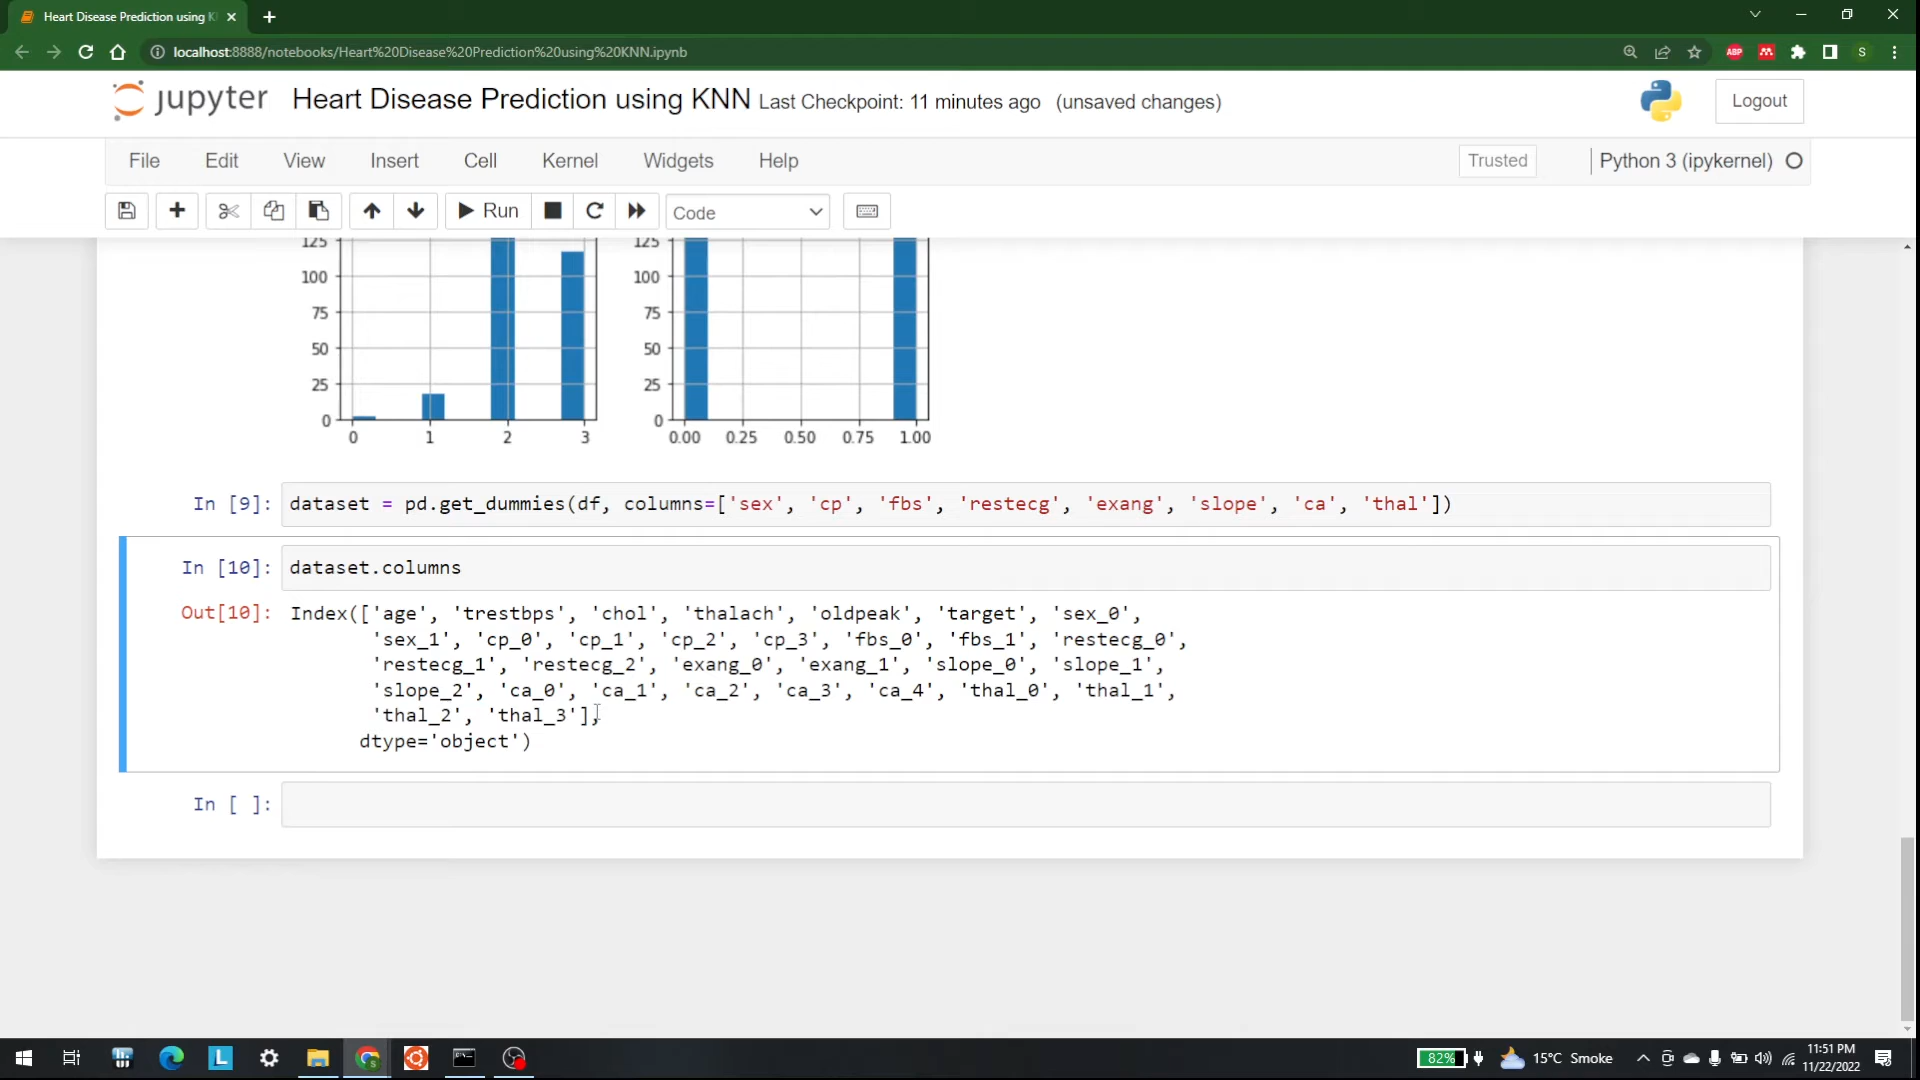 Heart Disease Prediction using K
localhost:8888/notebooks/Heart%20Disease%20Prediction%20using%20KNN.ipynb
ABP
S
jupyter Heart Disease Prediction using KNN Last Checkpoint: 11 minutes ago (unsaved changes)
Logout
File Edit View Insert Cell Kernel Widgets Help
Trusted
Python 3 (ipykernel)
Run
Code
125 125
100 100
75 75
50 50
25 25
0 0
0 1 2 3 0.00 0.25 0.50 0.75 1.00
In [9]: dataset = pd.get_dummies(df, columns=['sex', 'cp', 'fbs', 'restecg', 'exang', 'slope', 'ca', 'thal'])
In [10]: dataset.columns
Out[10]: Index(['age', 'trestbps', 'chol', 'thalach', 'oldpeak', 'target', 'sex_0',
'sex_1', 'cp_0', 'cp_1', 'cp_2', 'cp_3', 'fbs_0', 'fbs_1', 'restecg_0',
'restecg_1', 'restecg_2', 'exang_0', 'exang_1', 'slope_0', 'slope_1',
'slope_2', 'ca_0', 'ca_1', 'ca_2', 'ca_3', 'ca_4', 'thal_0', 'thal_1',
'thal_2', 'thal_3'],
dtype='object')
In [ ]:
L
82%
15°C Smoke
11:51 PM
11/22/2022